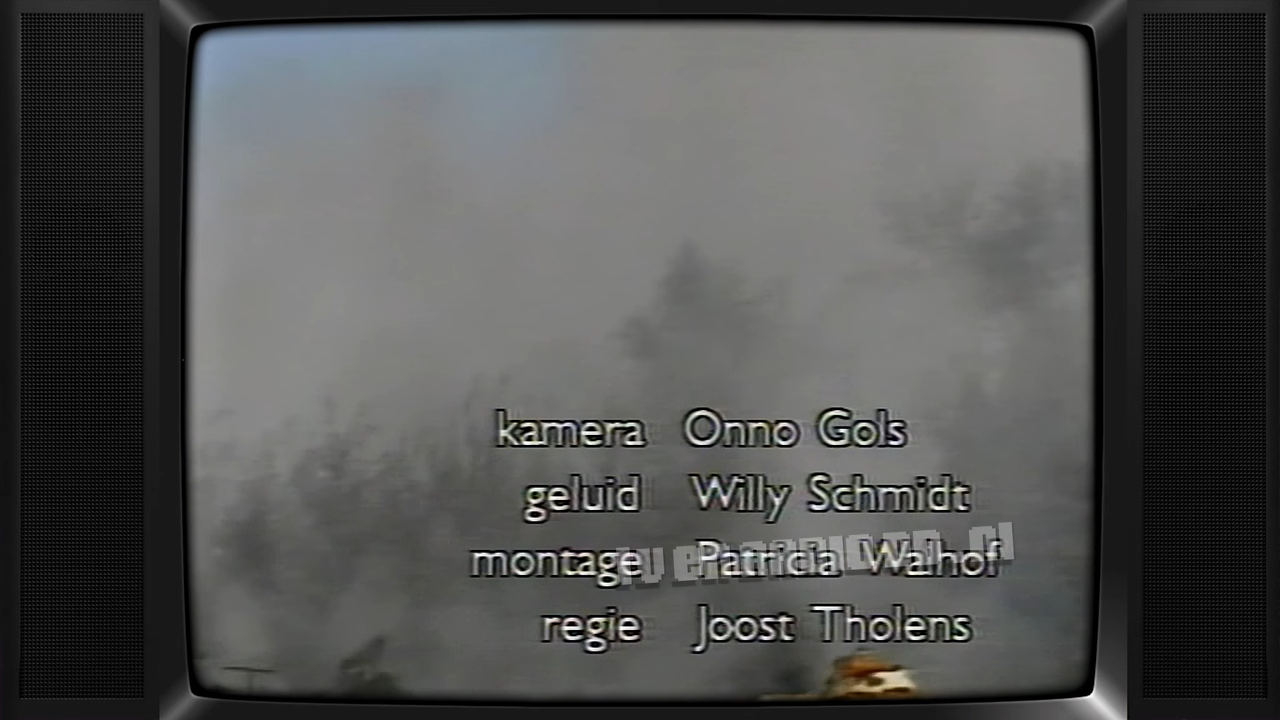 kamera Onno Gols
geluid Willy Schmidt
montage Patricia Walhof
regie Joost Tholens